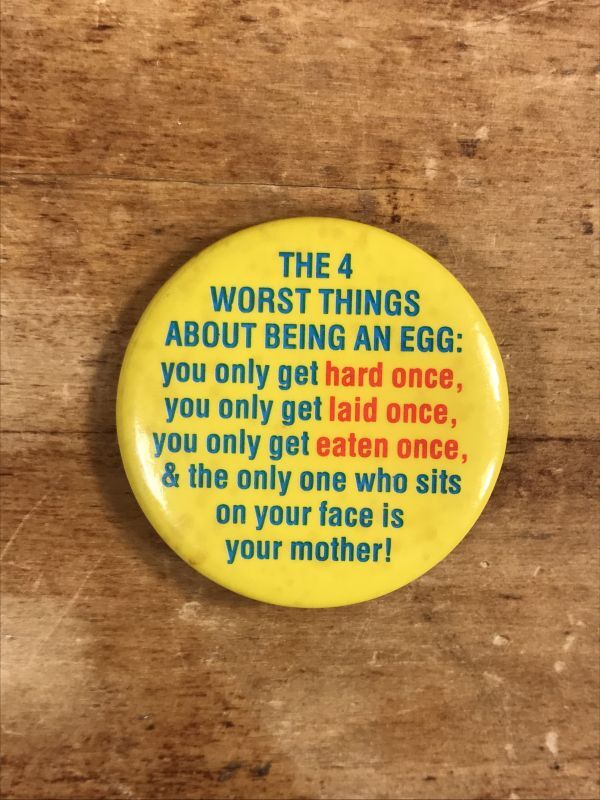 THE 4
WORST THINGS
ABOUT BEING AN EGG:
you only get hard once,
you only get laid once,
you only get eaten once,
& the only one who sits
on your face is
your mother!